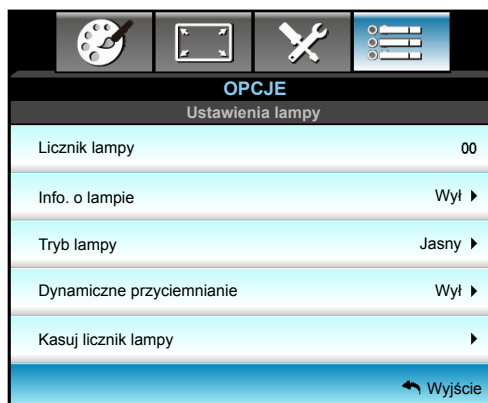 OPCJE
Ustawienia lampy
Licznik lampy 00
Info. o lampie Wył
Tryb lampy Jasny
Dynamiczne przyciemnianie Wył
Kasuj licznik lampy
Wyjście